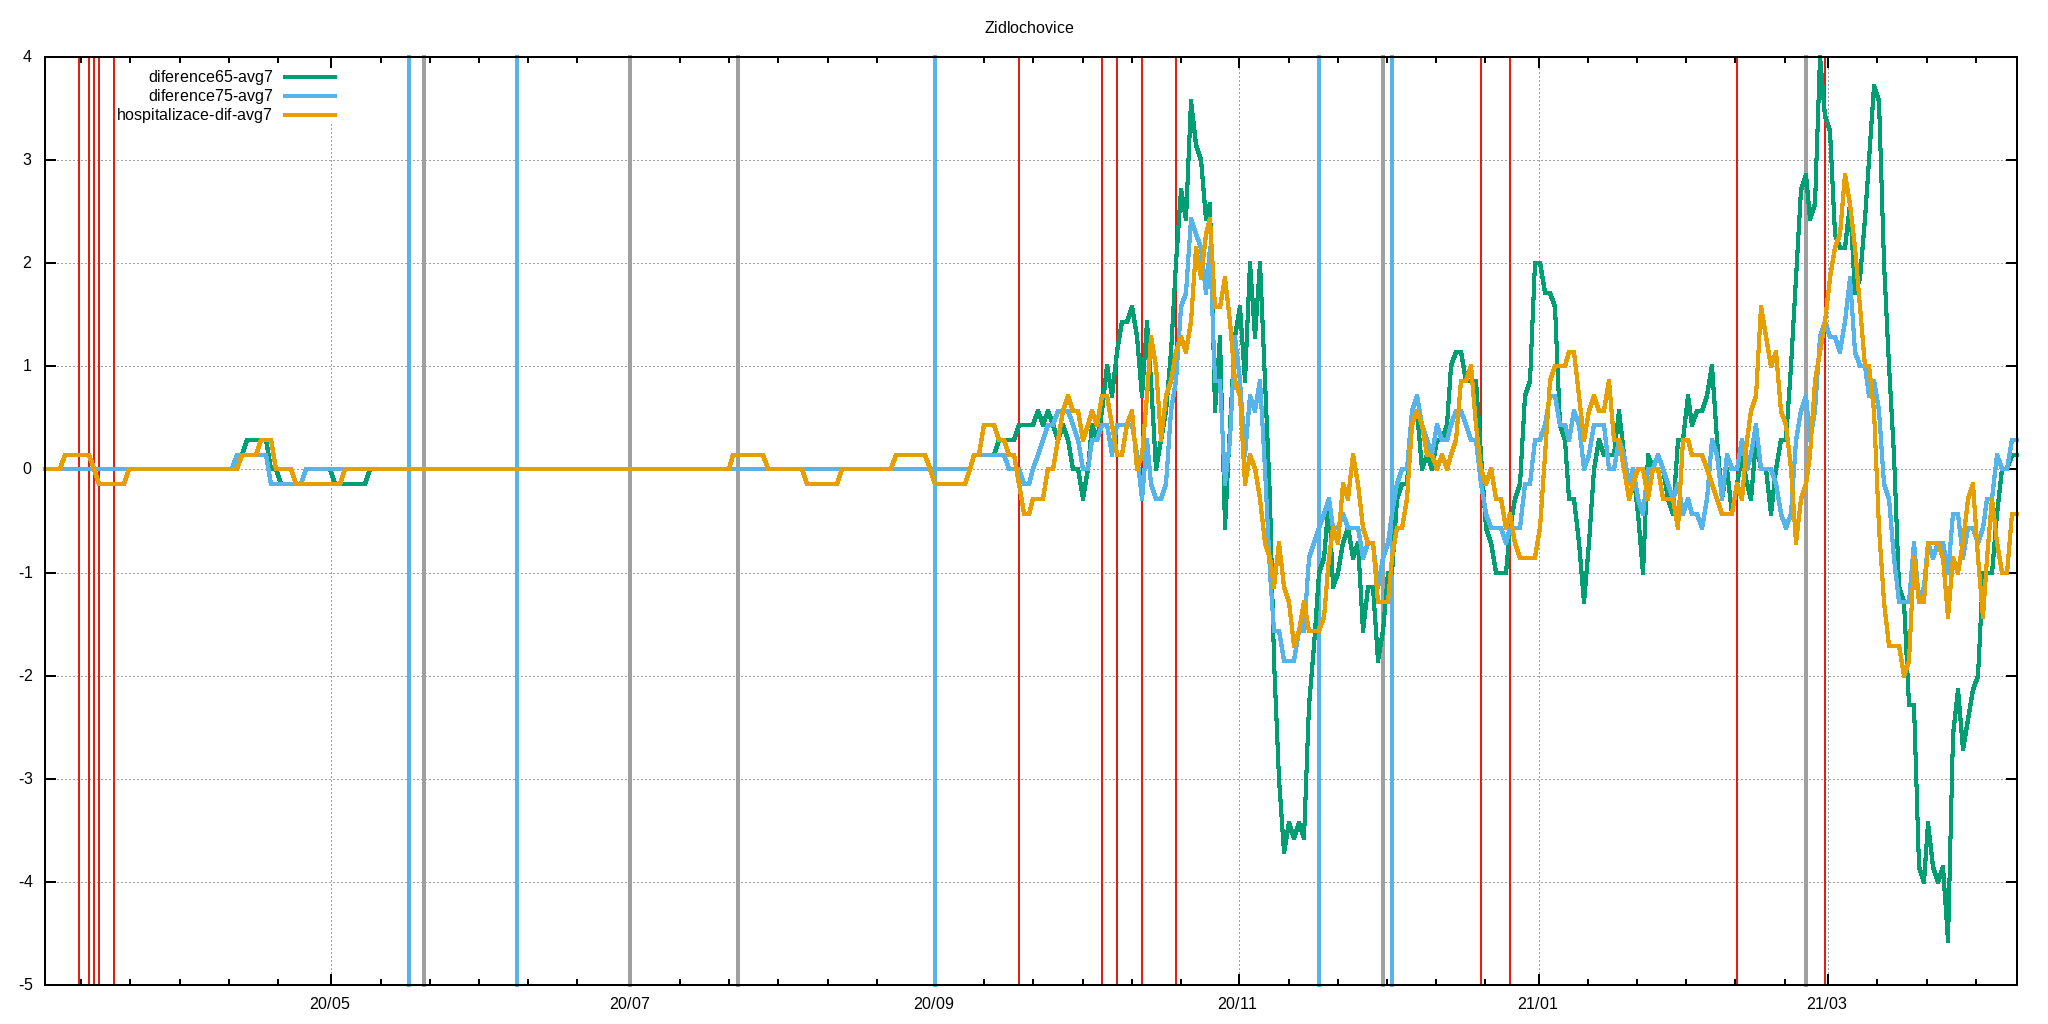 Zidlochovice
diference65-avg7
diference75-avg7
hospitalizace-dif-avg7
4
3
2
1
0
-1
-2
-3
-4
-5
20/05 20/07 20/09 20/11 21/01 21/03